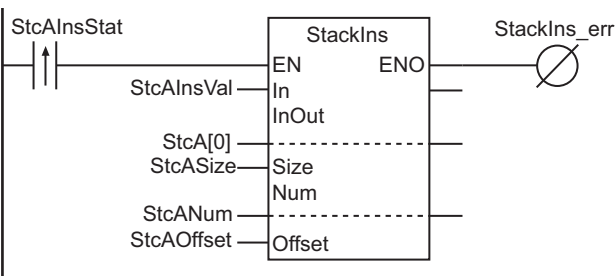 StcAInsStat
StackIns
StackIns_err
EN ENO
StcAInsVal In
InOut
StcA[0]
StcASize Size
Num
StcANum
StcAOffset Offset